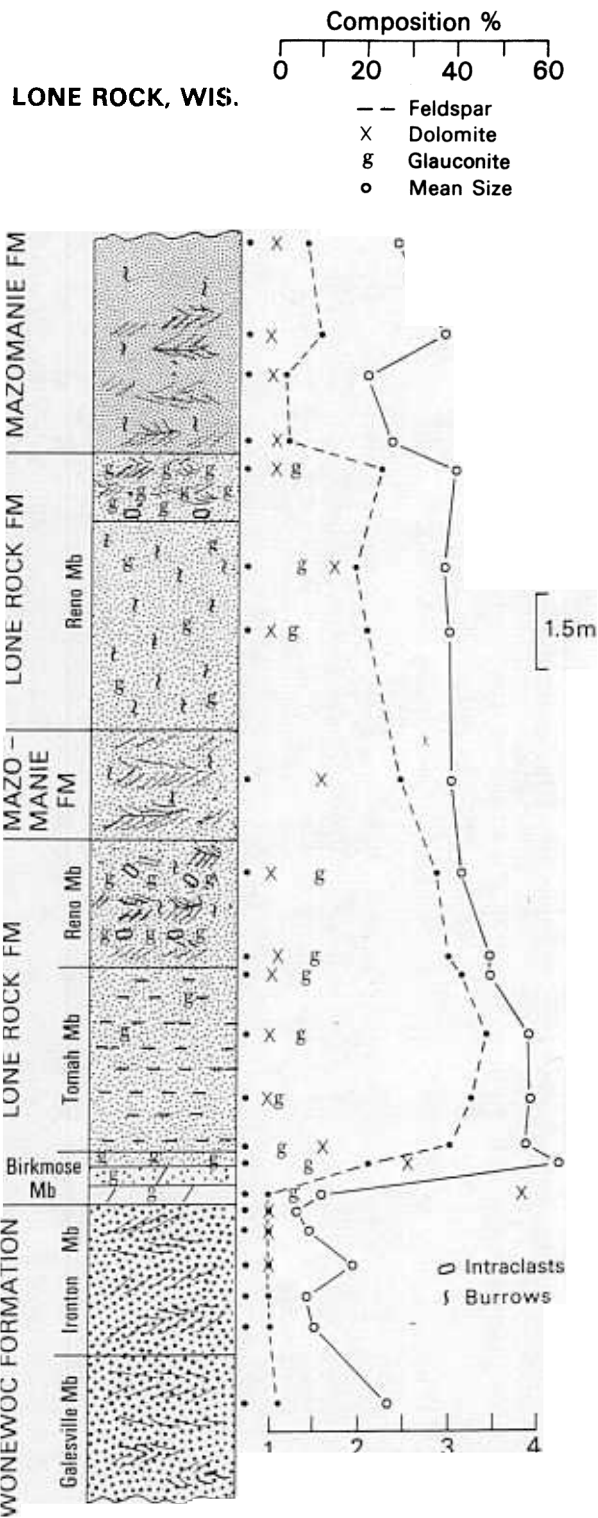 Composition %
0 20 40 60
LONE ROCK, WIS.
Feldspar
X Dolomite
g Glauconite
o Mean Size
MAZOMANIE FM
LONE ROCK FM
Reno Mb
1.5m
MAZO-
MANIE
FM
LONE ROCK FM
Reno Mb
Tomah Mb
Birkmose
Mb
WONEWOC FORMATION
Ironton Mb
Galesville Mb
Intraclasts
Burrows
1 2 3 4